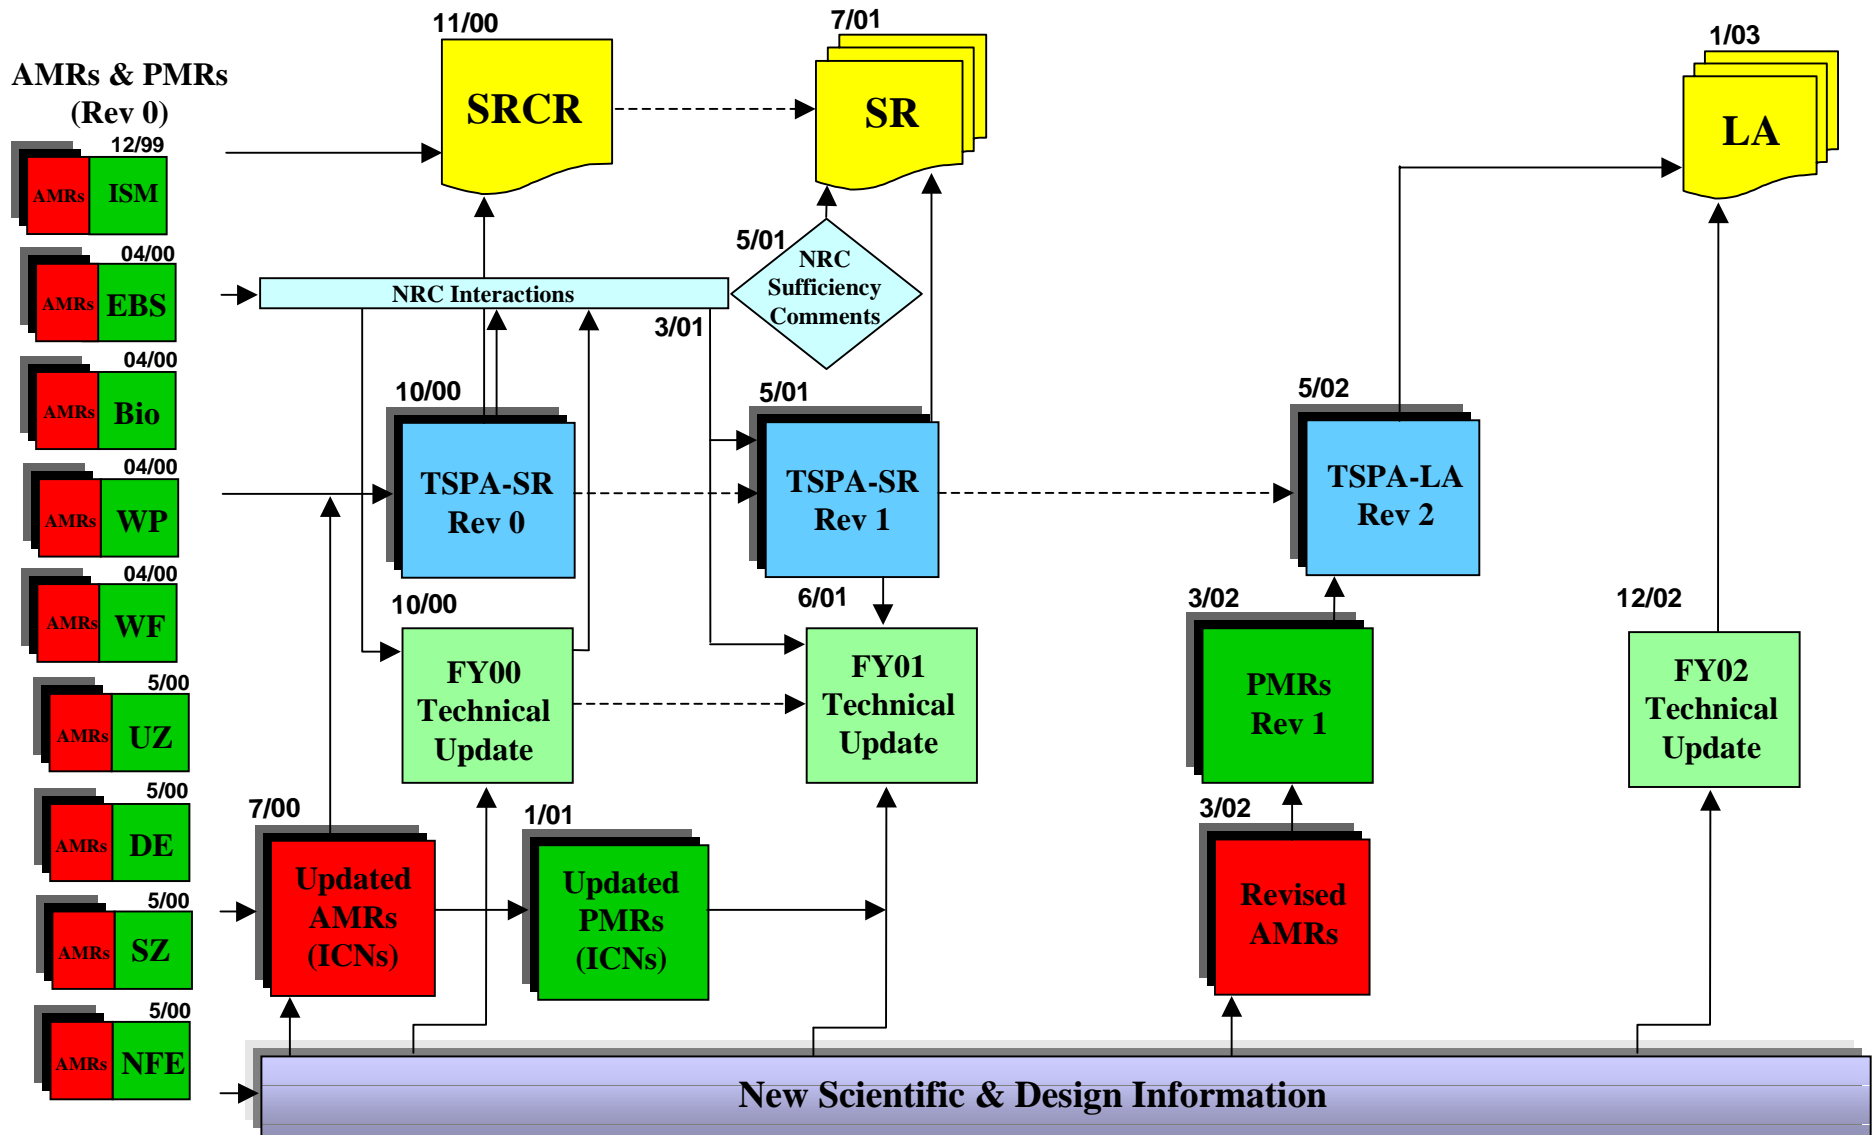 AMRs & PMRs
(Rev 0)
12/99
AMRs ISM
04/00
AMRs EBS
04/00
AMRs Bio
04/00
AMRs WP
04/00
AMRs WF
5/00
AMRs UZ
5/00
AMRs DE
5/00
AMRs SZ
5/00
AMRs NFE
11/00
SRCR
7/01
SR
1/03
LA
NRC Interactions
3/01
5/01
NRC
Sufficiency
Comments
10/00
TSPA-SR
Rev 0
5/01
TSPA-SR
Rev 1
5/02
TSPA-LA
Rev 2
10/00
FY00
Technical
Update
6/01
FY01
Technical
Update
3/02
PMRs
Rev 1
12/02
FY02
Technical
Update
7/00
Updated
AMRs
(ICNs)
1/01
Updated
PMRs
(ICNs)
3/02
Revised
AMRs
New Scientific & Design Information